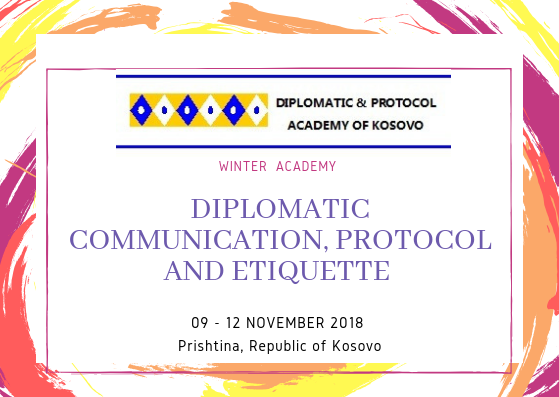 DIPLOMATIC & PROTOCOL
ACADEMY OF KOSOVO
WINTER ACADEMY
DIPLOMATIC
COMMUNICATION, PROTOCOL
AND ETIQUETTE
09 - 12 NOVEMBER 2018
Prishtina, Republic of Kosovo